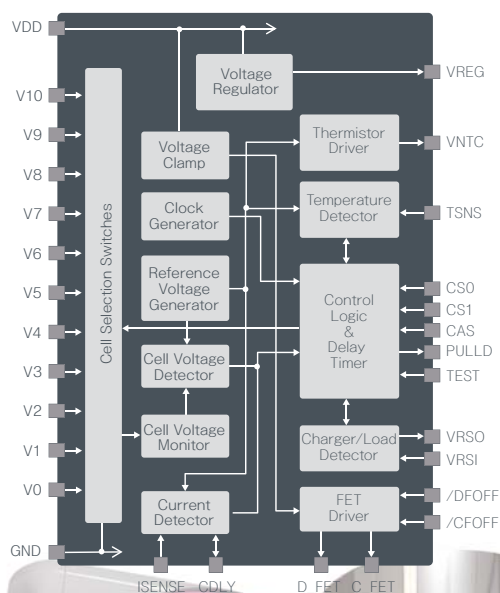 VDD
V10
V9
V8
V7
V6
V5
V4
V3
V2
V1
V0
GND
Cell Selection Switches
Voltage
Regulator
Voltage
Clamp
Clock
Generator
Reference
Voltage
Generator
Cell Voltage
Detector
Cell Voltage
Monitor
Current
Detector
Thermistor
Driver
Temperature
Detector
Control
Logic
&
Delay
Timer
Charger/Load
Detector
FET
Driver
VREG
VNTC
TSNS
CS0
CS1
CAS
PULLD
TEST
VRSO
VRSI
/DFOFF
/CFOFF
ISENSE CDLY D_FET C_FET